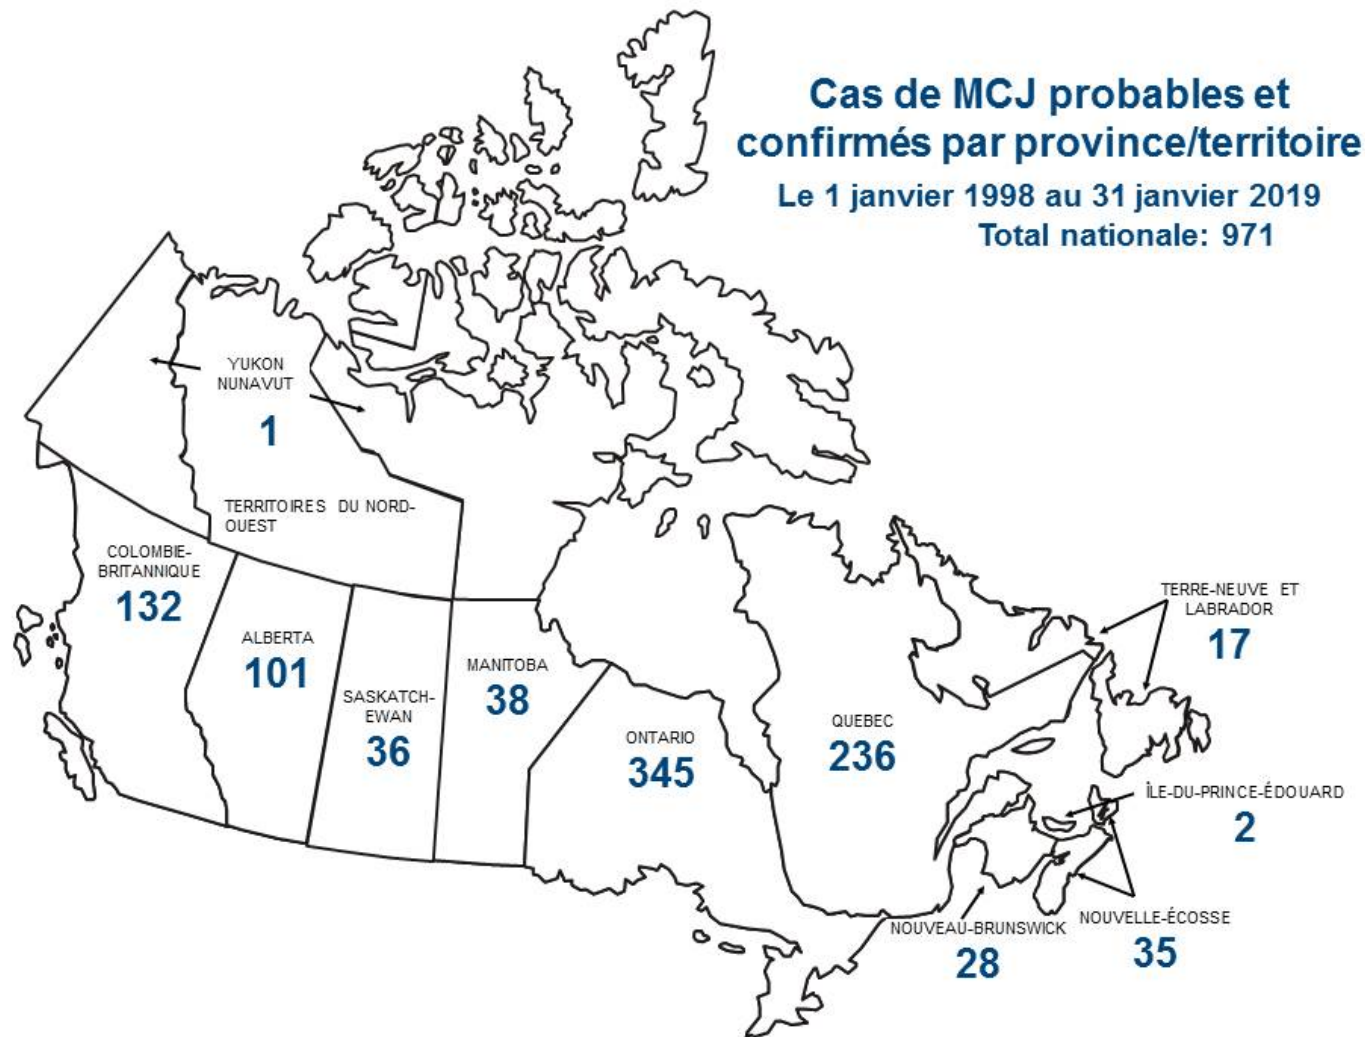 Cas de MCJ probables et
confirmés par province/territoire
Le 1 janvier 1998 au 31 janvier 2019
Total nationale: 971
YUKON
NUNAVUT
1
TERRITOIRES DU NORD-
OUEST
COLOMBIE-
BRITANNIQUE
132
ALBERTA
101
SASKATCH-
EWAN
36
MANITOBA
38
ONTARIO
345
QUEBEC
236
TERRE-NEUVE ET
LABRADOR
17
ÎLE-DU-PRINCE-ÉDOUARD
2
NOUVELLE-ÉCOSSE
35
NOUVEAU-BRUNSWICK
28